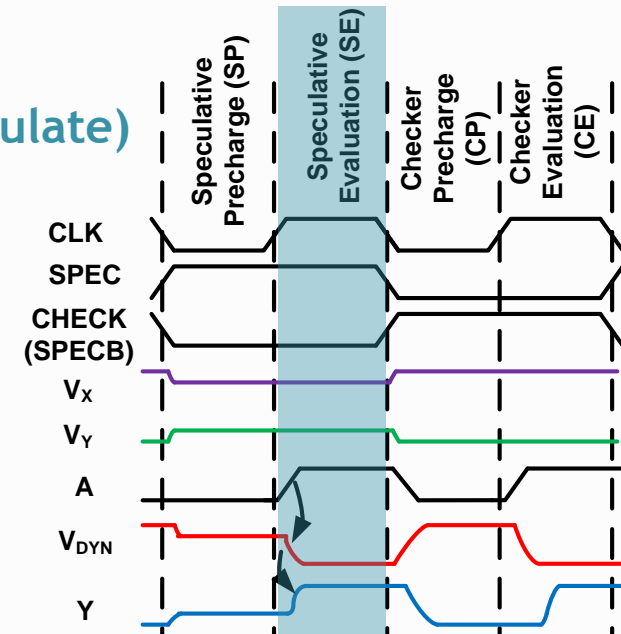 ulate)
Speculative
Precharge (SP)
Speculative
Evaluation (SE)
Checker
Precharge
(CP)
Checker
Evaluation
(CE)
CLK
SPEC
CHECK
(SPECB)
VX
VY
A
VDYN
Y